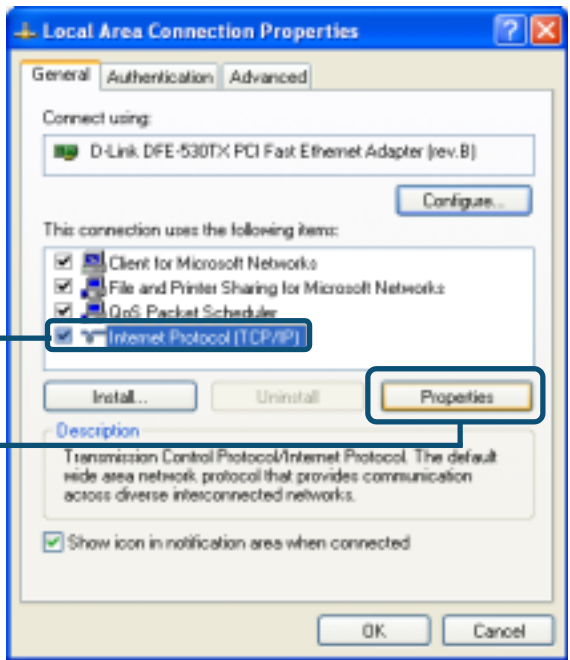 Local Area Connection Properties
General Authentication Advanced
Connect using:
D-Link DFE-530TX PCI Fast Ethernet Adapter (rev.B)
Configure...
This connection uses the following items:
Client for Microsoft Networks
File and Printer Sharing for Microsoft Networks
QoS Packet Scheduler
Internet Protocol (TCP/IP)
Install... Uninstall Properties
Description
Transmission Control Protocol/Internet Protocol. The default
wide area network protocol that provides communication
across diverse interconnected networks.
Show icon in notification area when connected
OK Cancel